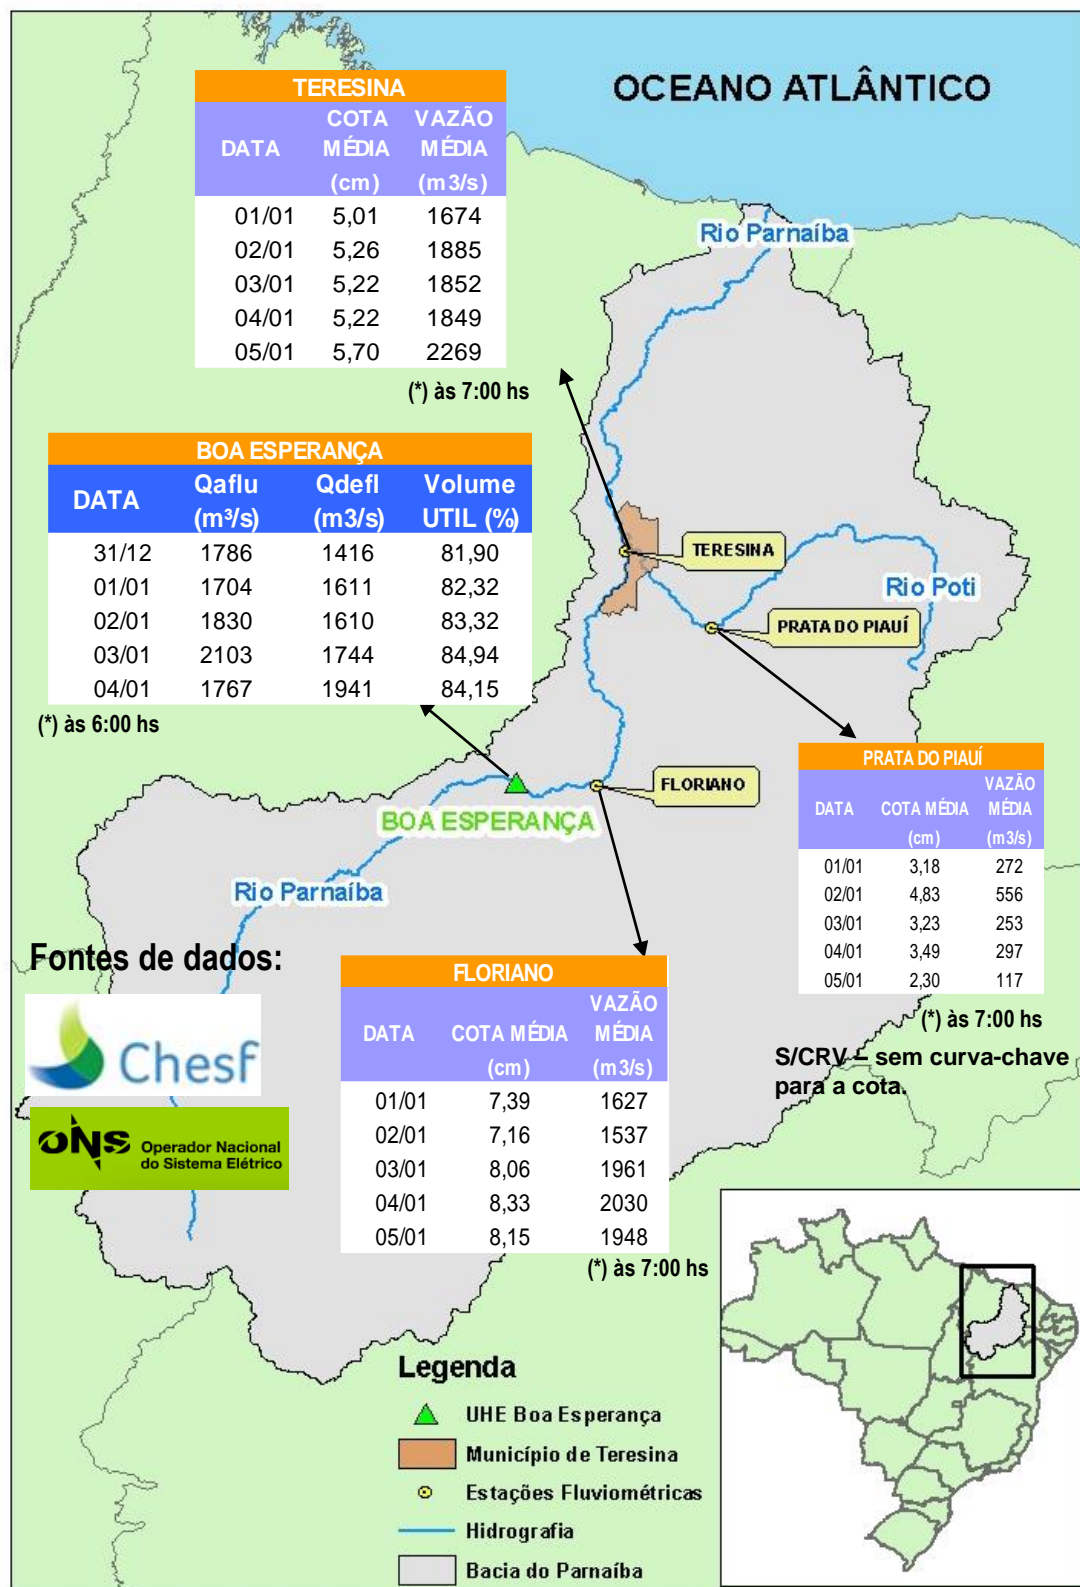 OCEANO ATLÂNTICO
TERESINA
DATA COTA MÉDIA (cm) VAZÃO MÉDIA (m3/s)
01/01 5,01 1674
02/01 5,26 1885
03/01 5,22 1852
04/01 5,22 1849
05/01 5,70 2269
(*) às 7:00 hs
Rio Parnaíba
BOA ESPERANÇA
DATA Qaflu (m³/s) Qdefl (m3/s) Volume UTIL (%)
31/12 1786 1416 81,90
01/01 1704 1611 82,32
02/01 1830 1610 83,32
03/01 2103 1744 84,94
04/01 1767 1941 84,15
(*) às 6:00 hs
TERESINA
Rio Poti
PRATA DO PIAUÍ
FLORIANO
BOA ESPERANÇA
Rio Parnaíba
PRATA DO PIAUÍ
DATA COTA MÉDIA (cm) VAZÃO MÉDIA (m3/s)
01/01 3,18 272
02/01 4,83 556
03/01 3,23 253
04/01 3,49 297
05/01 2,30 117
(*) às 7:00 hs
S/CRV – sem curva-chave
para a cota.
Fontes de dados:
Chesf
ONS Operador Nacional
do Sistema Elétrico
FLORIANO
DATA COTA MÉDIA (cm) VAZÃO MÉDIA (m3/s)
01/01 7,39 1627
02/01 7,16 1537
03/01 8,06 1961
04/01 8,33 2030
05/01 8,15 1948
(*) às 7:00 hs
Legenda
UHE Boa Esperança
Município de Teresina
Estações Fluviométricas
Hidrografia
Bacia do Parnaíba